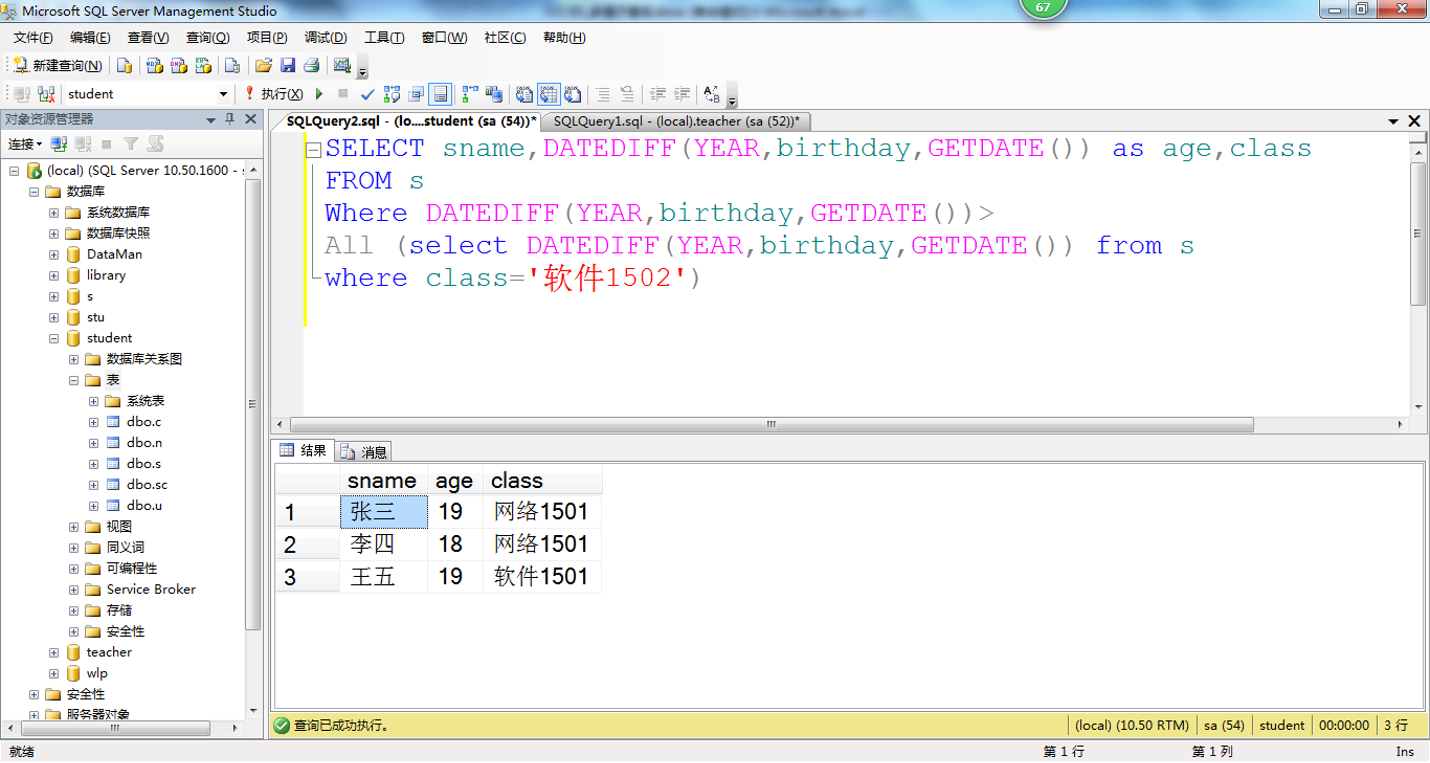 Microsoft SQL Server Management Studio
67
文件(F) 编辑(E) 查看(V) 查询(Q) 项目(P) 调试(D) 工具(T) 窗口(W) 社区(C) 帮助(H)
新建查询(N)
student 执行(X)
对象资源管理器
连接
(local) (SQL Server 10.50.1600 -
数据库
系统数据库
数据库快照
DataMan
library
s
stu
student
数据库关系图
表
系统表
dbo.c
dbo.n
dbo.s
dbo.sc
dbo.u
视图
同义词
可编程性
Service Broker
存储
安全性
teacher
wlp
安全性
服务器对象
SQLQuery2.sql - (lo....student (sa (54))* SQLQuery1.sql - (local).teacher (sa (52))*
SELECT sname,DATEDIFF(YEAR,birthday,GETDATE()) as age,class
FROM s
Where DATEDIFF(YEAR,birthday,GETDATE())>
All (select DATEDIFF(YEAR,birthday,GETDATE()) from s
where class='软件1502')
结果 消息
sname age class
1 张三 19 网络1501
2 李四 18 网络1501
3 王五 19 软件1501
查询已成功执行。 (local) (10.50 RTM) sa (54) student 00:00:00 3 行
就绪 第 1 行 第 1 列 Ins